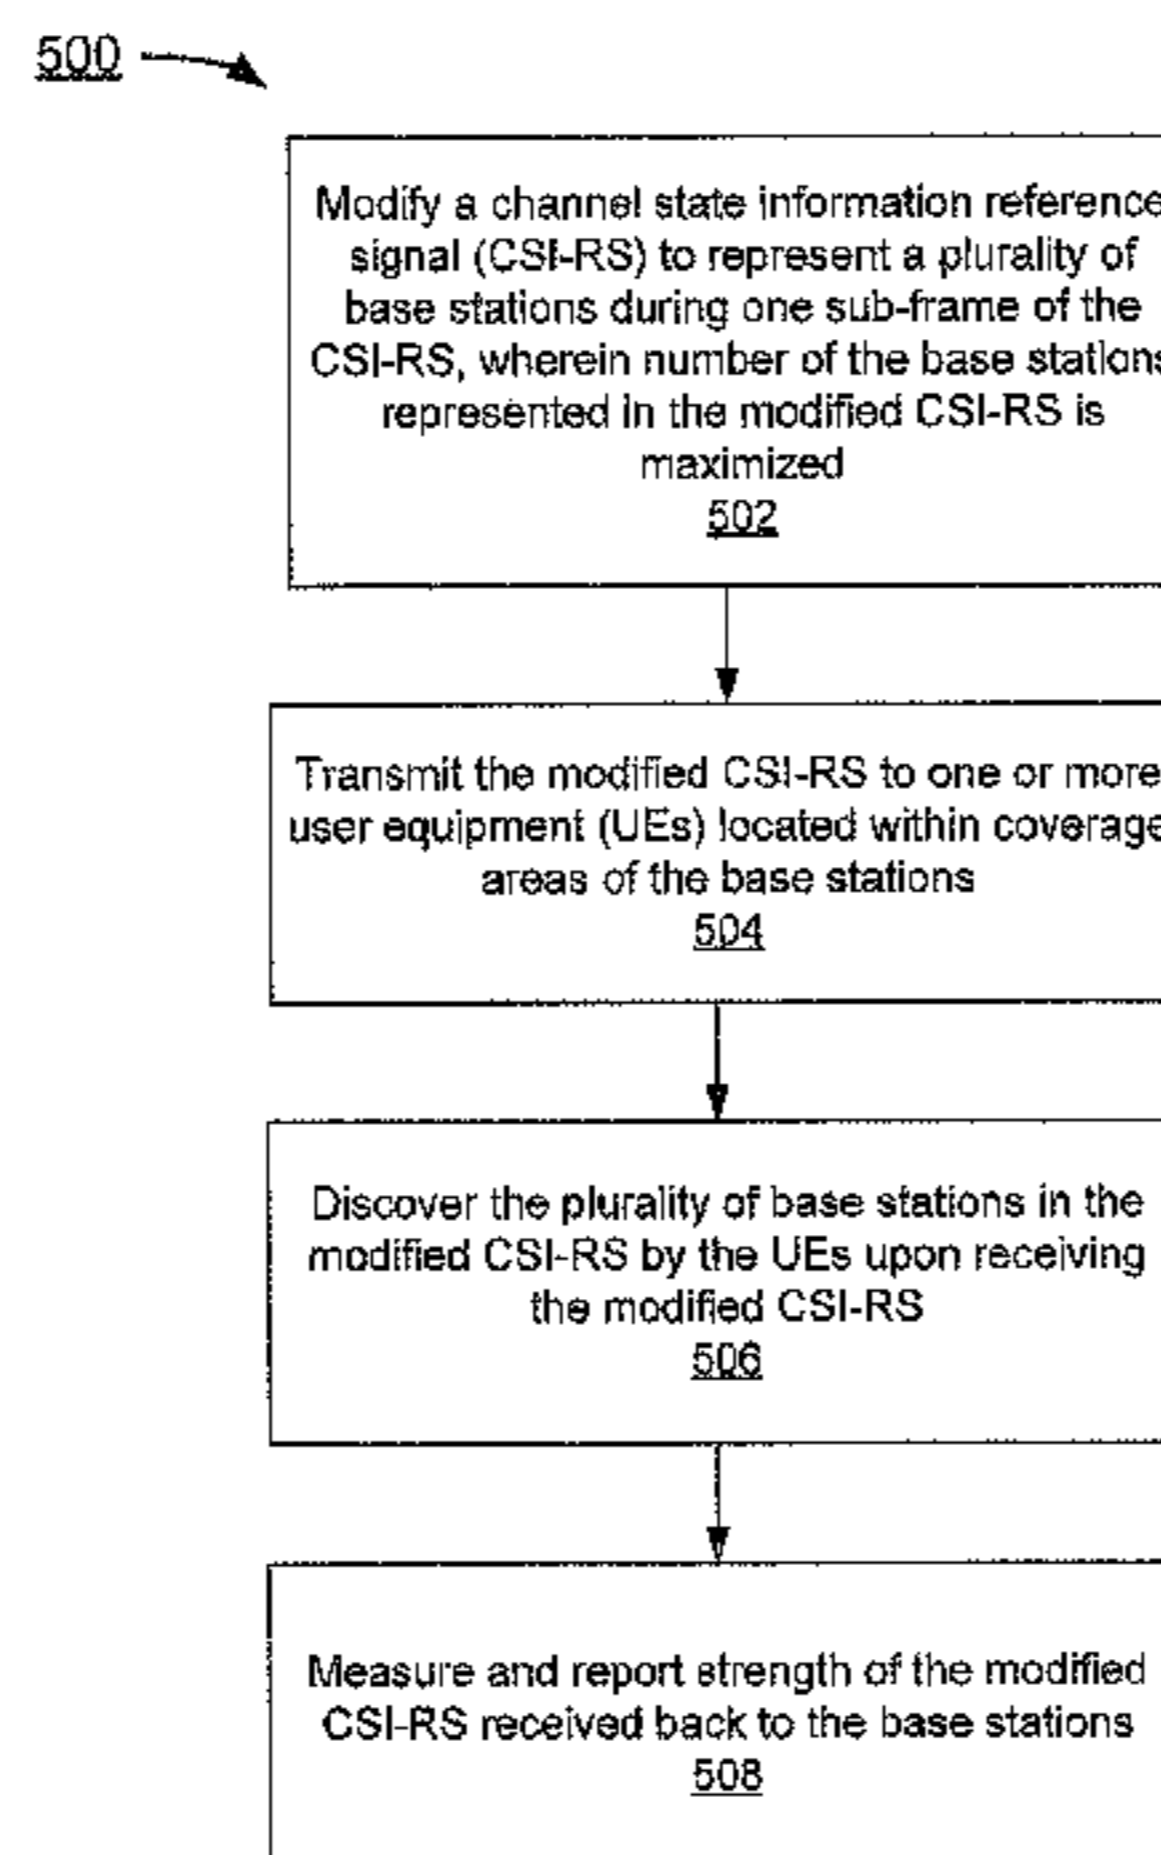 500
Modify a channel state information reference
signal (CSI-RS) to represent a plurality of
base stations during one sub-frame of the
CSI-RS, wherein number of the base stations
represented in the modified CSI-RS is
maximized
502
Transmit the modified CSI-RS to one or more
user equipment (UEs) located within coverage
areas of the base stations
504
Discover the plurality of base stations in the
modified CSI-RS by the UEs upon receiving
the modified CSI-RS
506
Measure and report strength of the modified
CSI-RS received back to the base stations
508